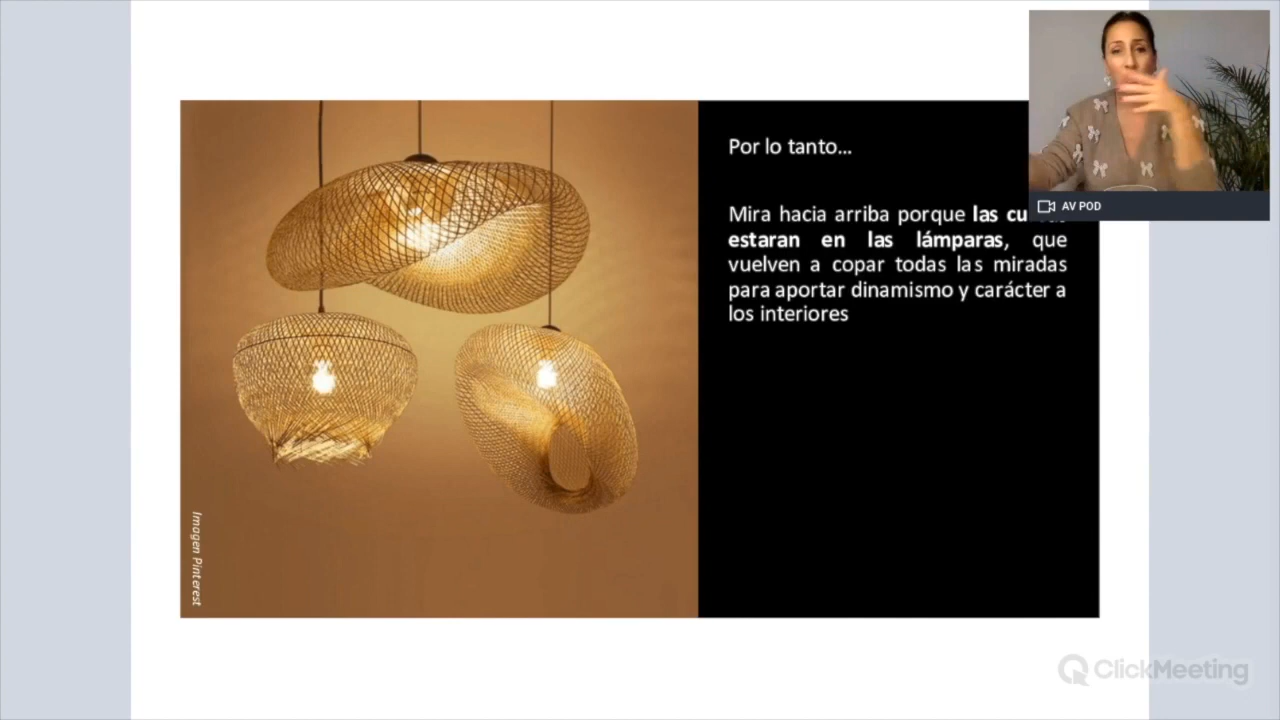 Por lo tanto...
Mira hacia arriba porque las cu
estaran en las lámparas, que
vuelven a copar todas las miradas
para aportar dinamismo y carácter a
los interiores
Imagen Pinterest
AV POD
ClickMeeting